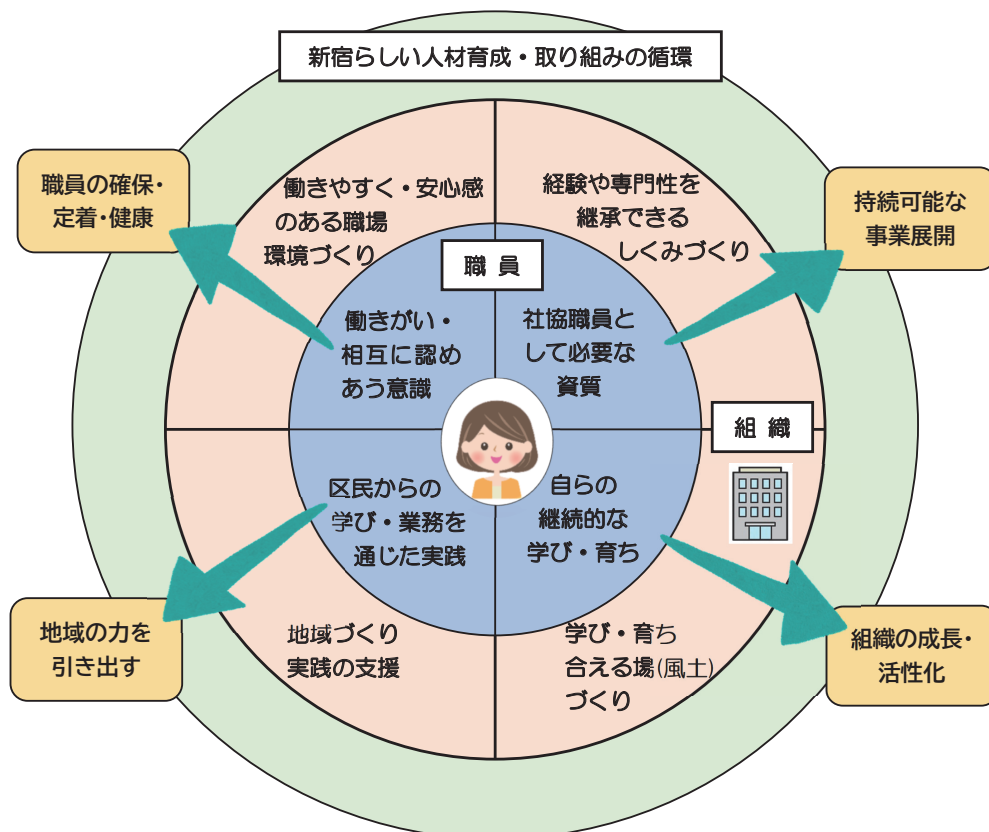 新宿らしい人材育成・取り組みの循環
職員の確保・
定着・健康
働きやすく・安心感
のある職場
環境づくり
経験や専門性を
継承できる
しくみづくり
持続可能な
事業展開
職 員
働きがい・
相互に認め
あう意識
社協職員と
して必要な
資質
組 織
区民からの
学び・業務を
通じた実践
自らの
継続的な
学び・育ち
地域の力を
引き出す
地域づくり
実践の支援
学び・育ち
合える場(風土)
づくり
組織の成長・
活性化